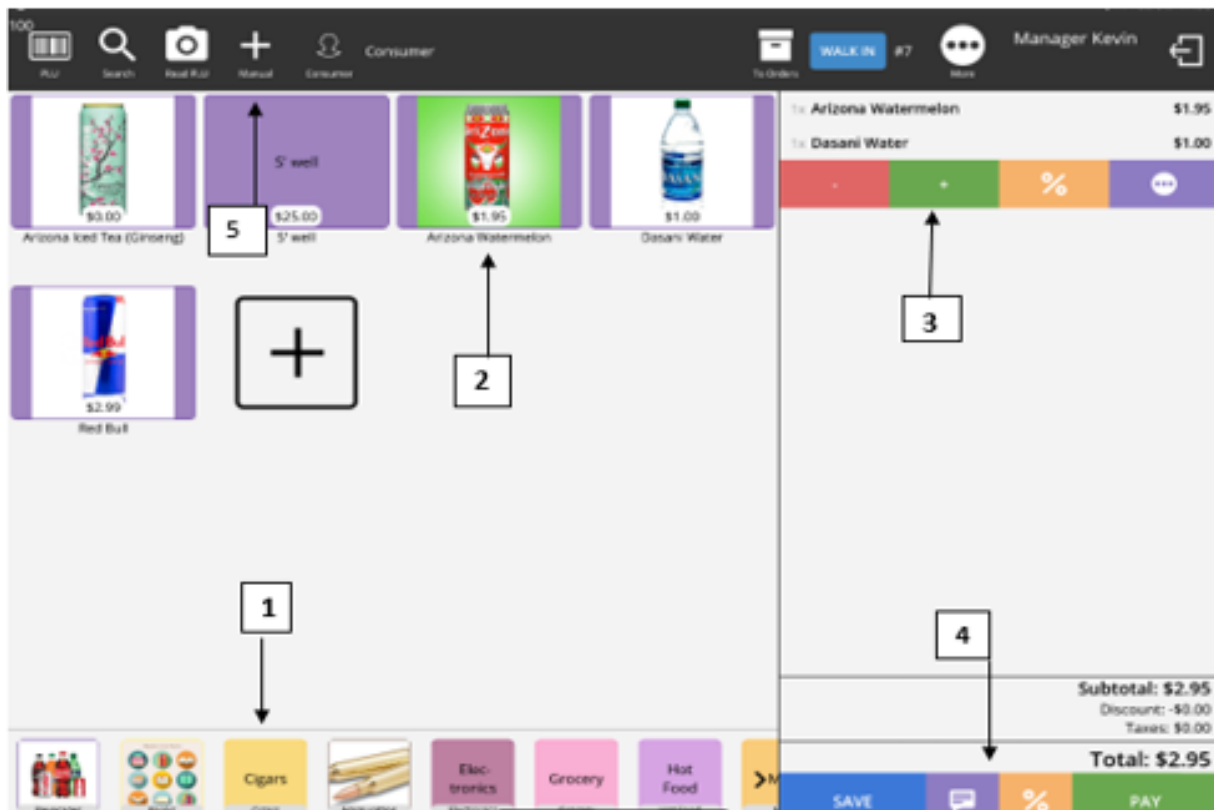 100
PLU
Search
Read PLU
+ Manual
Consumer
Consumer
To Orders
WALK IN #7
More
Manager Kevin
$0.00
Arizona Iced Tea (Ginseng)
S' well
$25.00
S' well
$1.95
Arizona Watermelon
$1.00
Dasani Water
5
1x Arizona Watermelon $1.95
1x Dasani Water $1.00
- + %
3
Red Bull
$2.99
Red Bull
+
2
1
4
Subtotal: $2.95
Discount: -$0.00
Taxes: $0.00
Total: $2.95
Cigars
Elec-
tronics
Grocery
Hot
Food
>M
SAVE % PAY